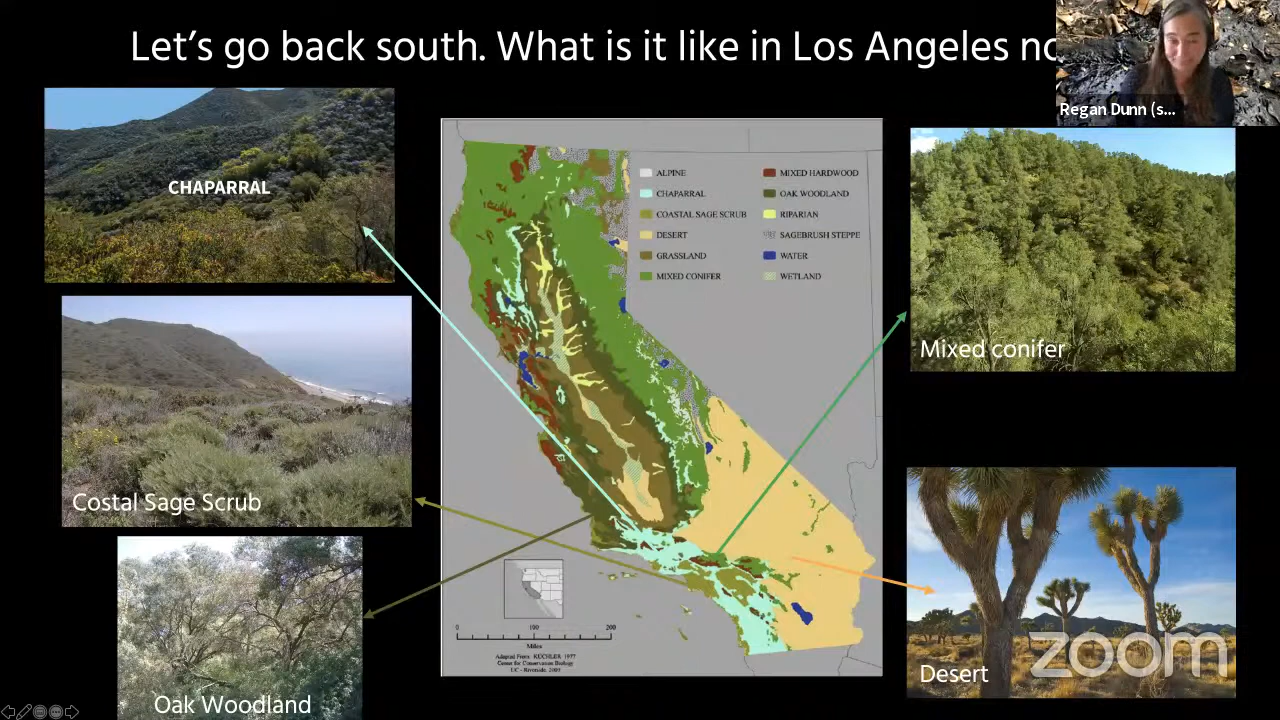 Let's go back south. What is it like in Los Angeles no
Regan Dunn (s...
CHAPARRAL
Costal Sage Scrub
Oak Woodland
ALPINE
CHAPARRAL
COASTAL SAGE SCRUB
DESERT
GRASSLAND
MIXED CONIFER
MIXED HARDWOOD
OAK WOODLAND
RIPARIAN
SAGEBRUSH STEPPE
WATER
WETLAND
0 100 200
Miles
Adapted From: KUCHLER 1977
Center for Conservation Biology
UC - Riverside, 2003
Mixed conifer
Desert
zoom